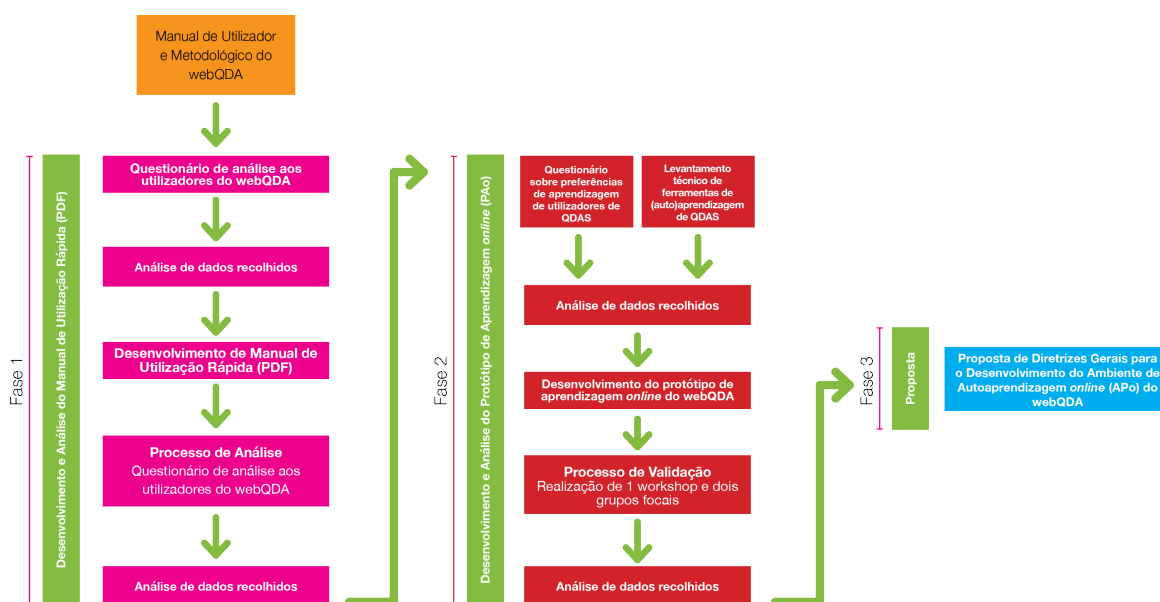 Manual de Utilizador
e Metodológico do
webQDA
Fase 1
Desenvolvimento e Análise do Manual de Utilização Rápida (PDF)
Questionário de análise aos
utilizadores do webQDA
Análise de dados recolhidos
Desenvolvimento de Manual de
Utilização Rápida (PDF)
Processo de Análise
Questionário de análise aos
utilizadores do webQDA
Análise de dados recolhidos
Fase 2
Desenvolvimento e Análise do Protótipo de Aprendizagem online (PAo)
Questionário
sobre preferências
de aprendizagem
de utilizadores de
QDAS
Levantamento
técnico de
ferramentas de
(auto)aprendizagem
de QDAS
Análise de dados recolhidos
Desenvolvimento do protótipo de
aprendizagem online do webQDA
Processo de Validação
Realização de 1 workshop e dois
grupos focais
Análise de dados recolhidos
Fase 3
Proposta
Proposta de Diretrizes Gerais para
o Desenvolvimento do Ambiente de
Autoaprendizagem online (APo) do
webQDA